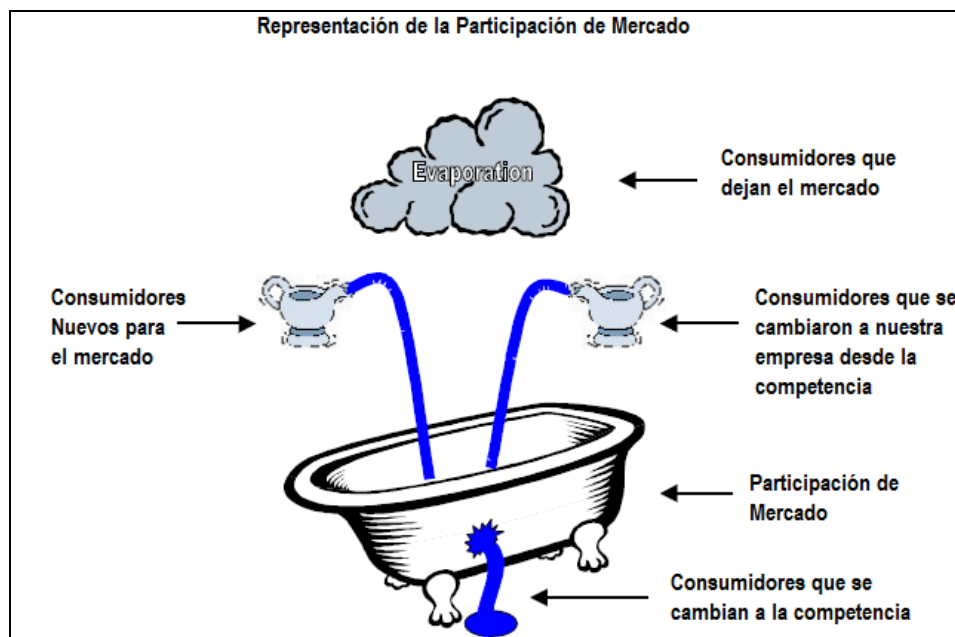 Representación de la Participación de Mercado
Evaporation
Consumidores que
dejan el mercado
Consumidores
Nuevos para
el mercado
Consumidores que se
cambiaron a nuestra
empresa desde la
competencia
Participación de
Mercado
Consumidores que se
cambian a la competencia